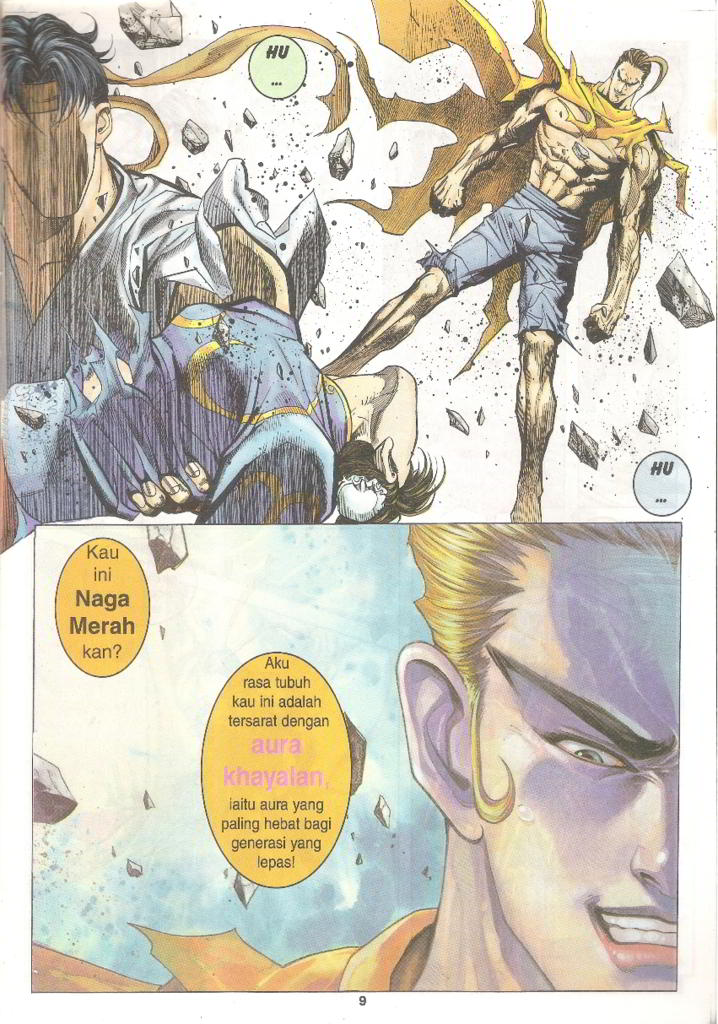 HU
...
HU
...
Kau
ini
Naga
Merah
kan?
Aku
rasa tubuh
kau ini adalah
tersarat dengan
aura
khayalan,
iaitu aura yang
paling hebat bagi
generasi yang
lepas!
9